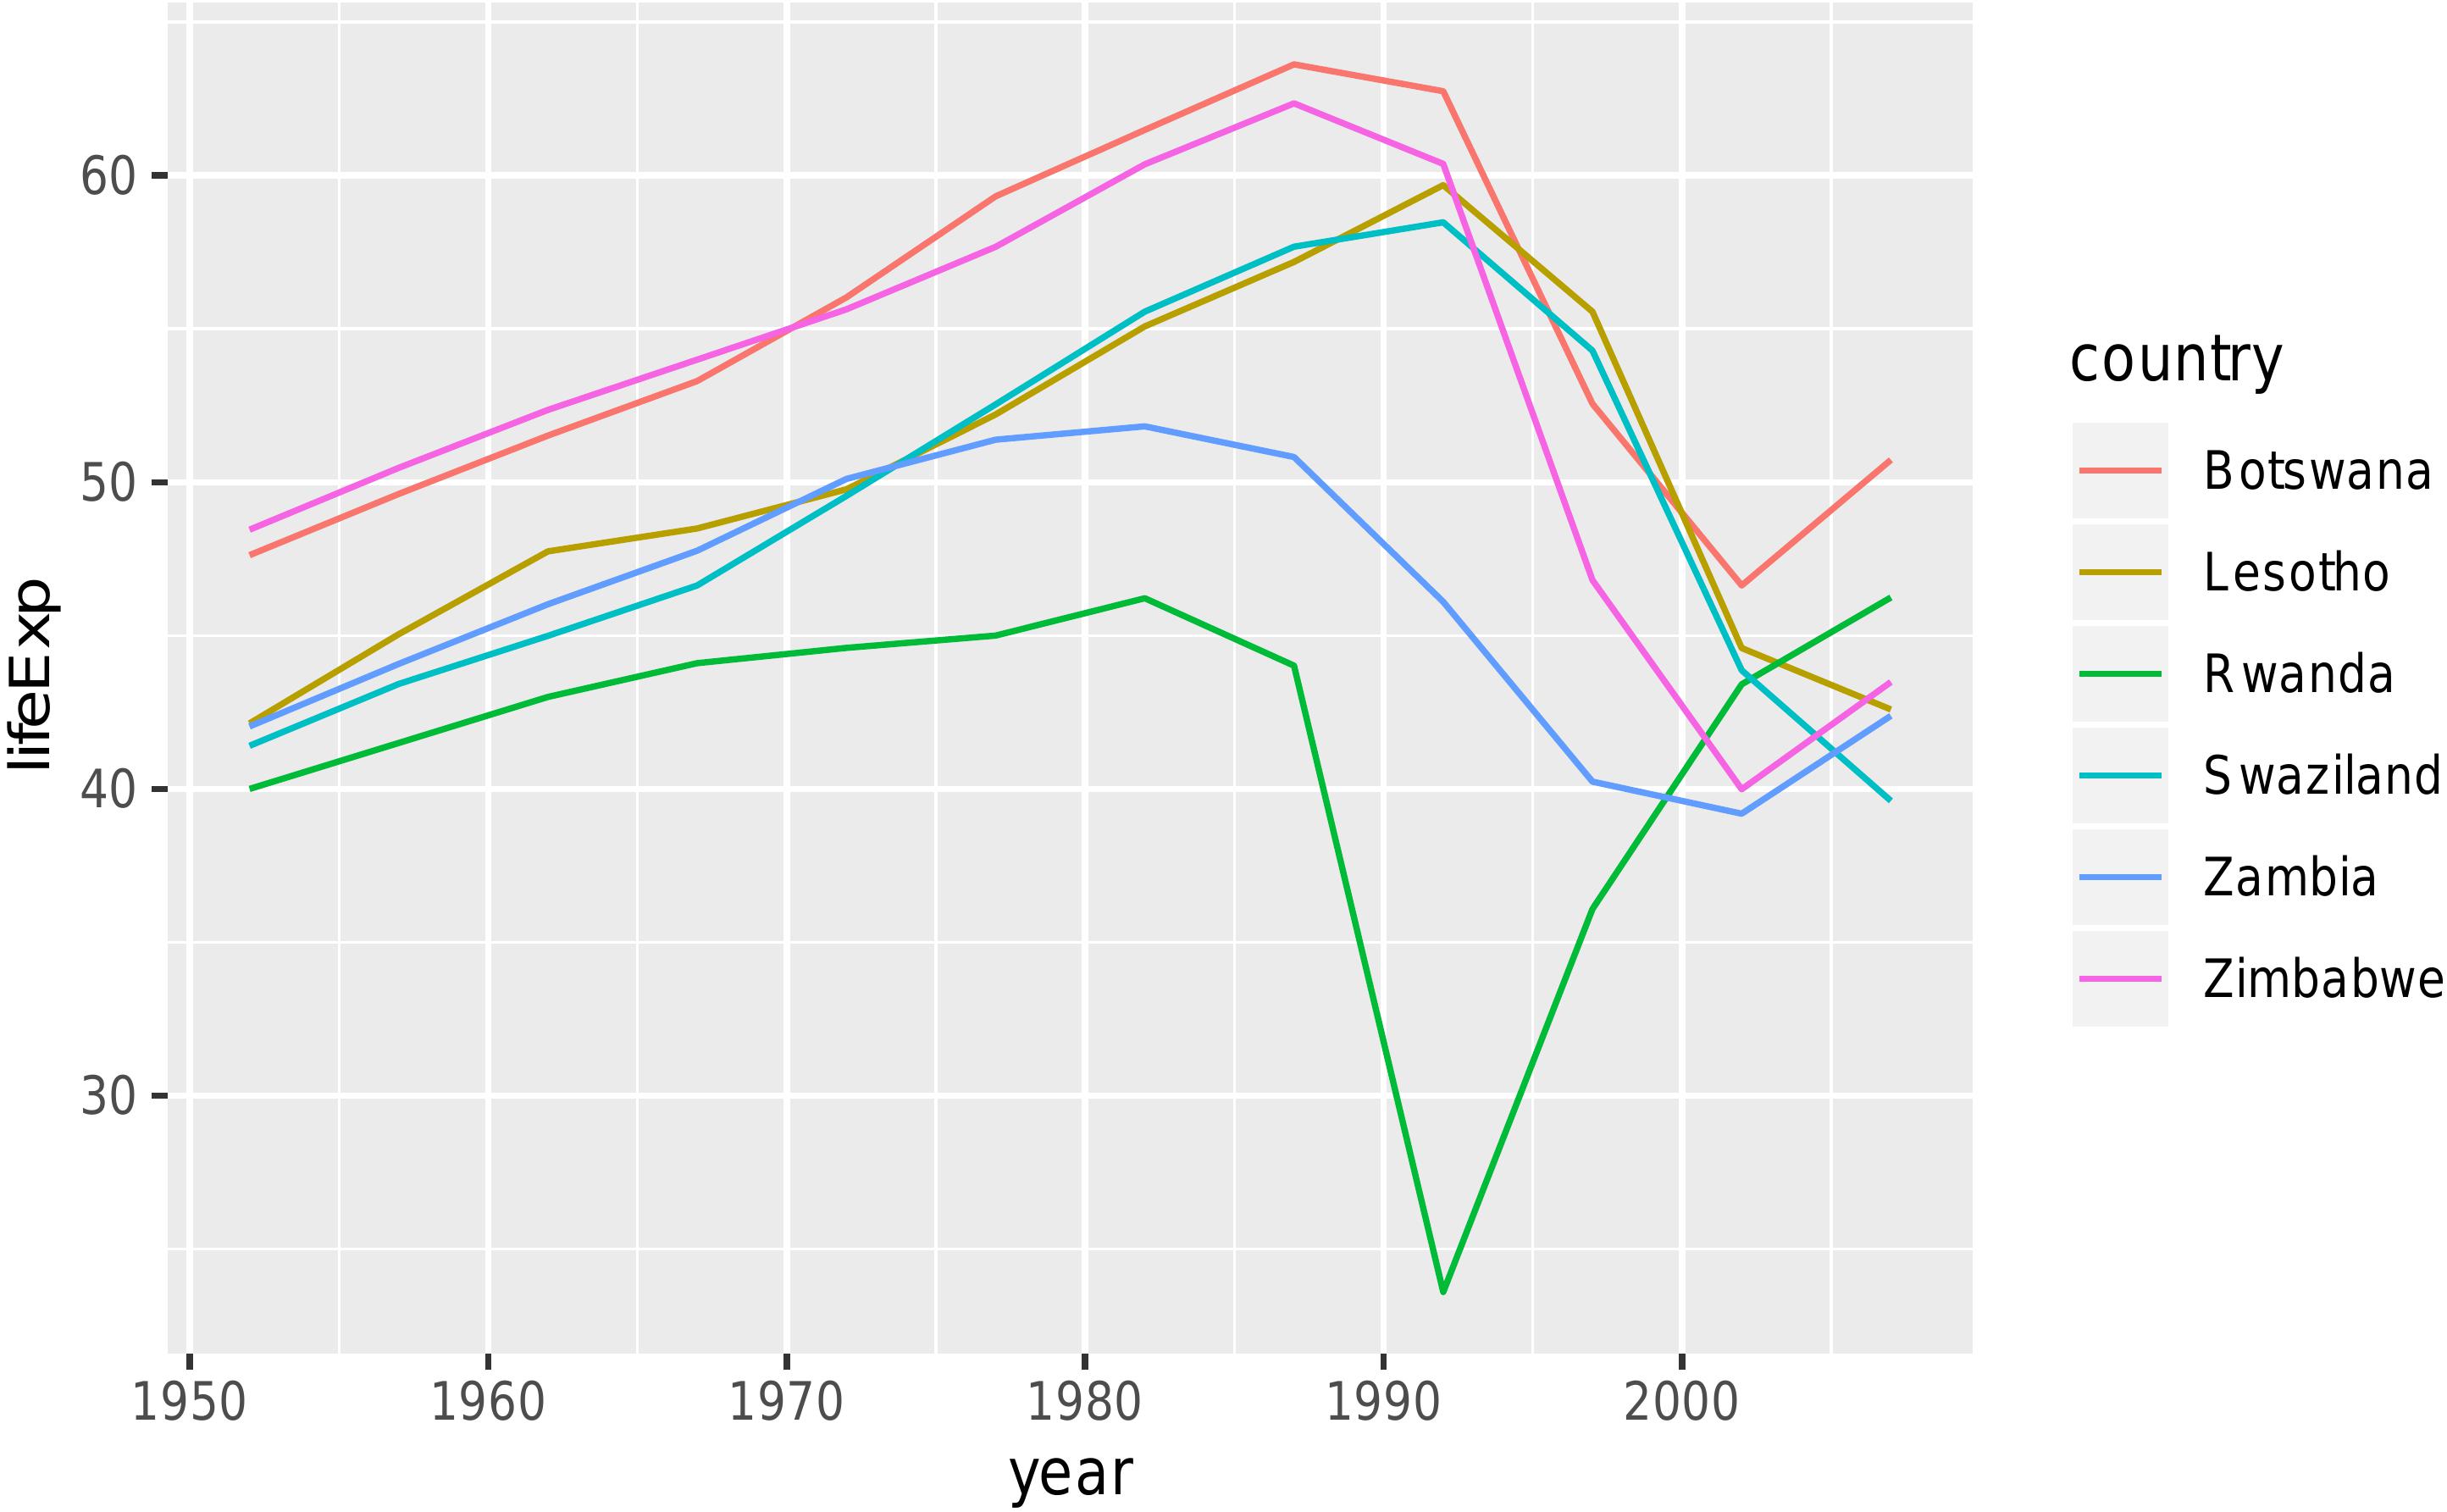 60
50
40
30
lifeExp
1950 1960 1970 1980 1990 2000
year
country
Botswana
Lesotho
Rwanda
Swaziland
Zambia
Zimbabwe